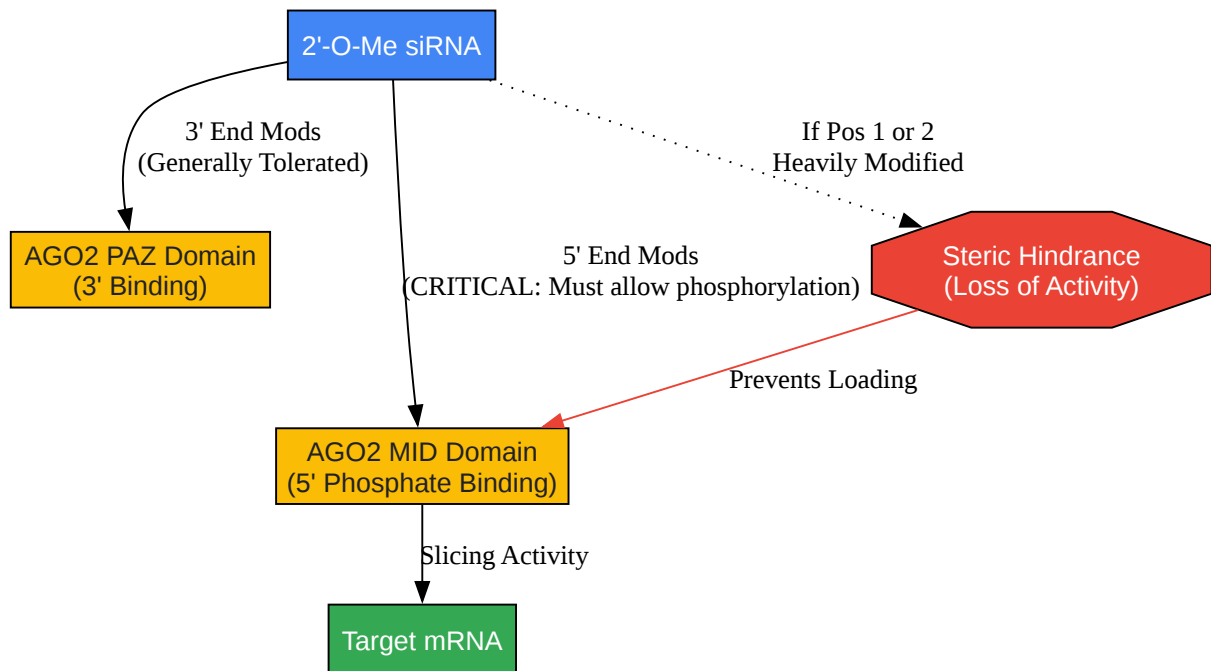 2'-O-Me siRNA
3' End Mods
(Generally Tolerated)
If Pos 1 or 2
Heavily Modified
AGO2 PAZ Domain
(3' Binding)
5' End Mods
(CRITICAL: Must allow phosphorylation)
Steric Hindrance
(Loss of Activity)
Prevents Loading
AGO2 MID Domain
(5' Phosphate Binding)
Slicing Activity
Target mRNA